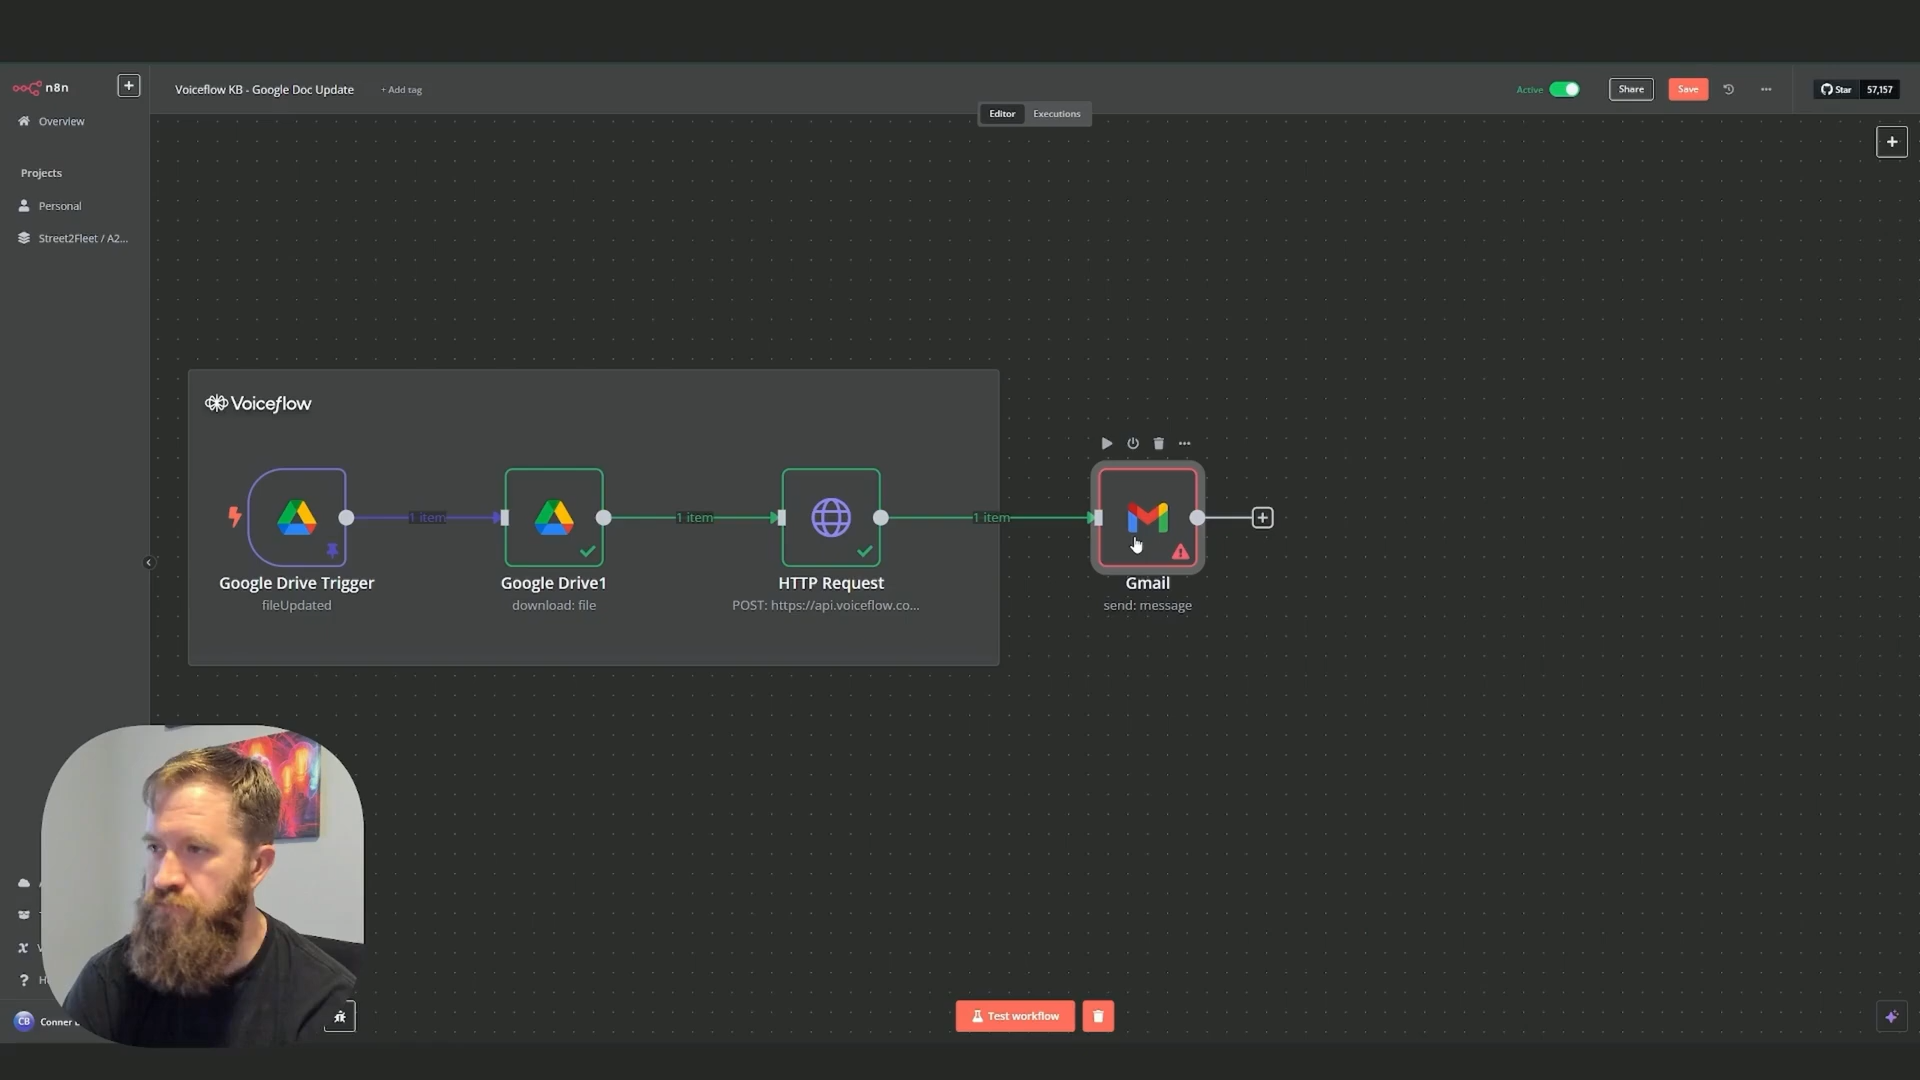 n8n
Voiceflow KB - Google Doc Update
+ Add tag
Active
Share
Save
Star
57,157
Editor
Executions
Overview
Projects
Personal
Street2Fleet / A2...
Voiceflow
1 item
1 item
1 item
Google Drive Trigger
fileUpdated
Google Drive1
download: file
HTTP Request
POST: https://api.voiceflow.co...
Gmail
send: message
CB
Conner
Test workflow